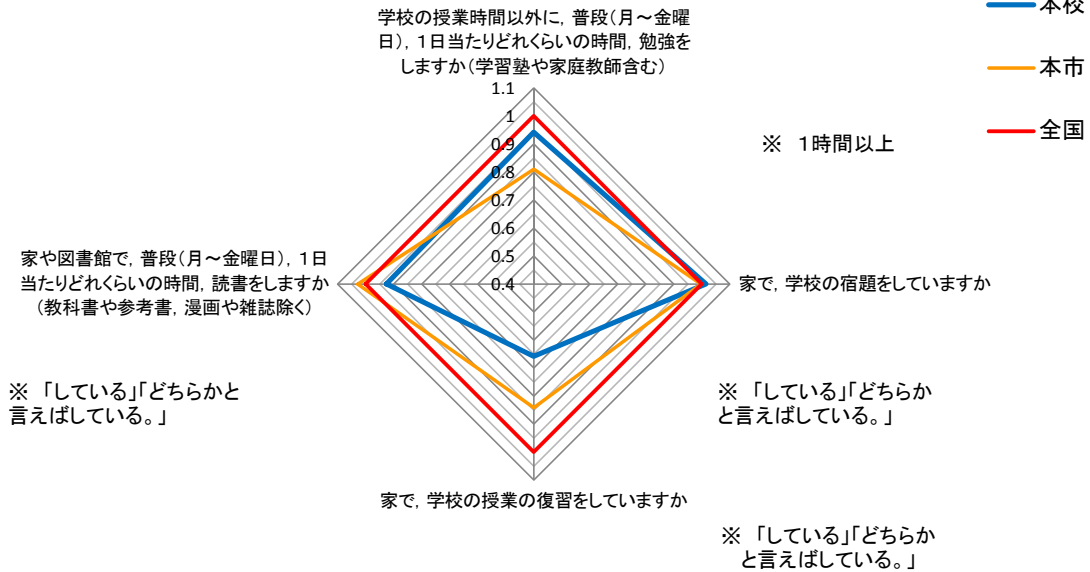 学校の授業時間以外に，普段（月～金曜
日），１日当たりどれくらいの時間，勉強を
しますか（学習塾や家庭教師含む）
本校
本市
全国
※　１時間以上
1.1
1
0.9
0.8
0.7
0.6
0.5
0.4
家や図書館で，普段（月～金曜日），１日
当たりどれくらいの時間，読書をしますか
（教科書や参考書，漫画や雑誌除く）
家で，学校の宿題をしていますか
※　「している」「どちらかと
言えばしている。」
※　「している」「どちらか
と言えばしている。」
家で，学校の授業の復習をしていますか
※　「している」「どちらか
と言えばしている。」